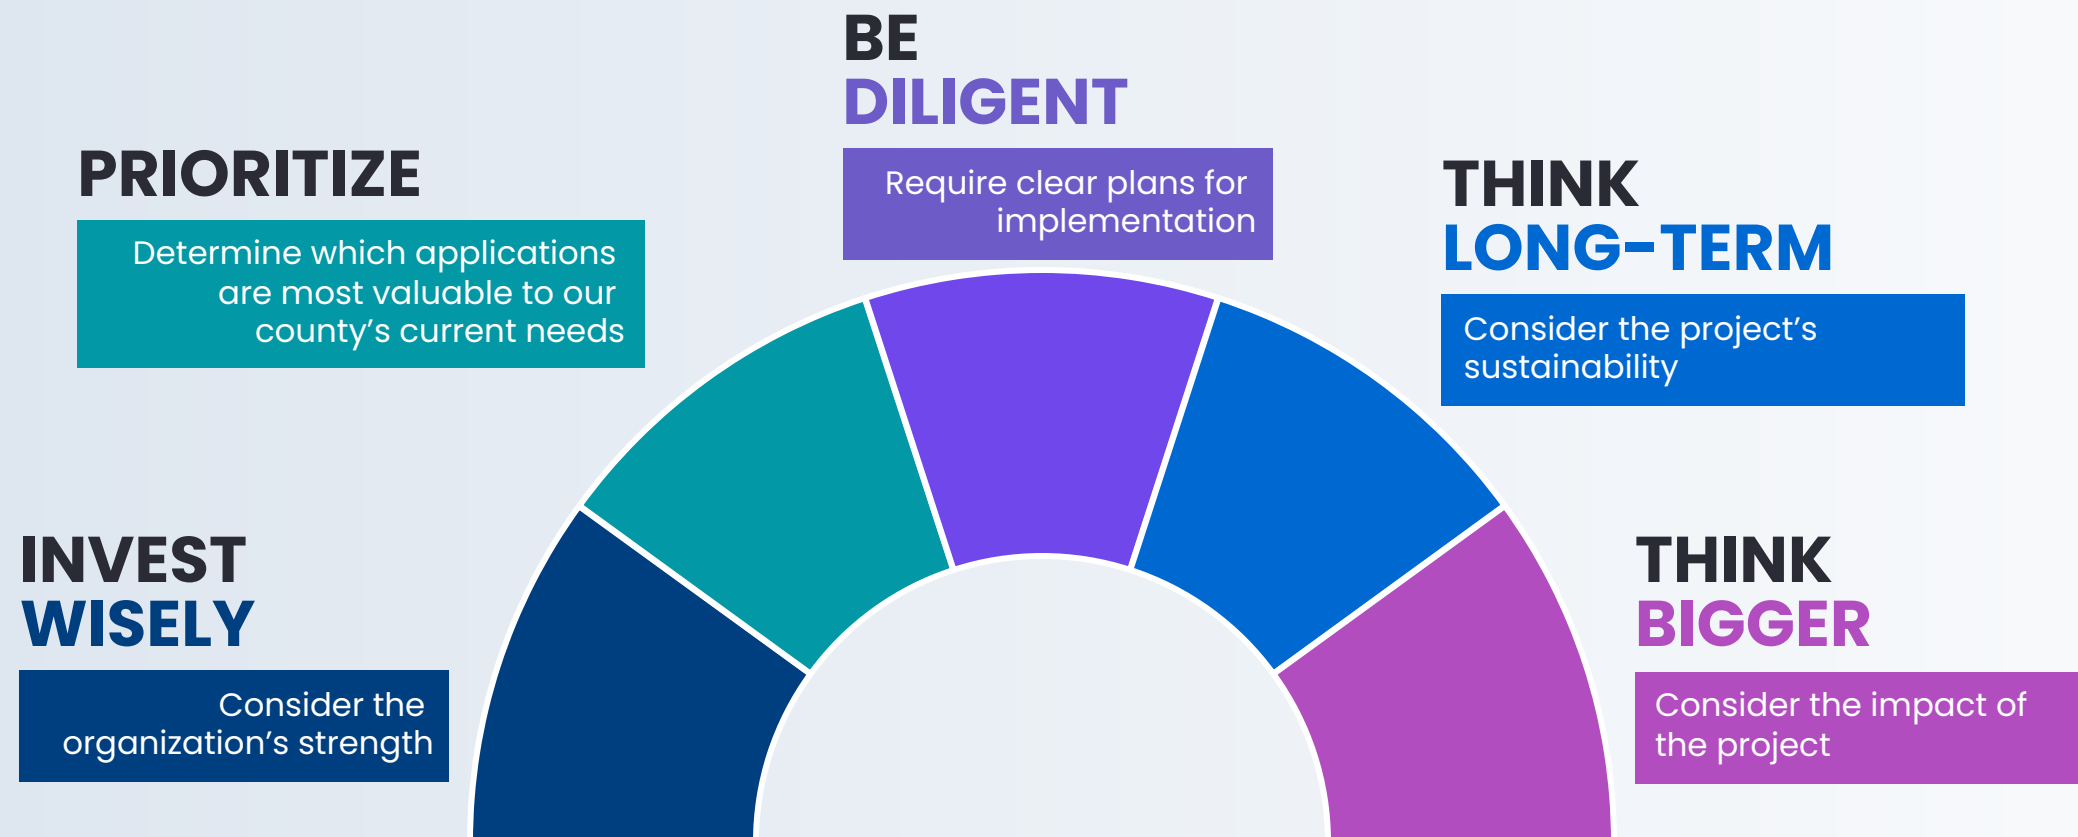 INVEST
WISELY
Consider the
organization's strength
PRIORITIZE
Determine which applications
are most valuable to our
county's current needs
BE
DILIGENT
Require clear plans for
implementation
THINK
LONG-TERM
Consider the project's
sustainability
THINK
BIGGER
Consider the impact of
the project